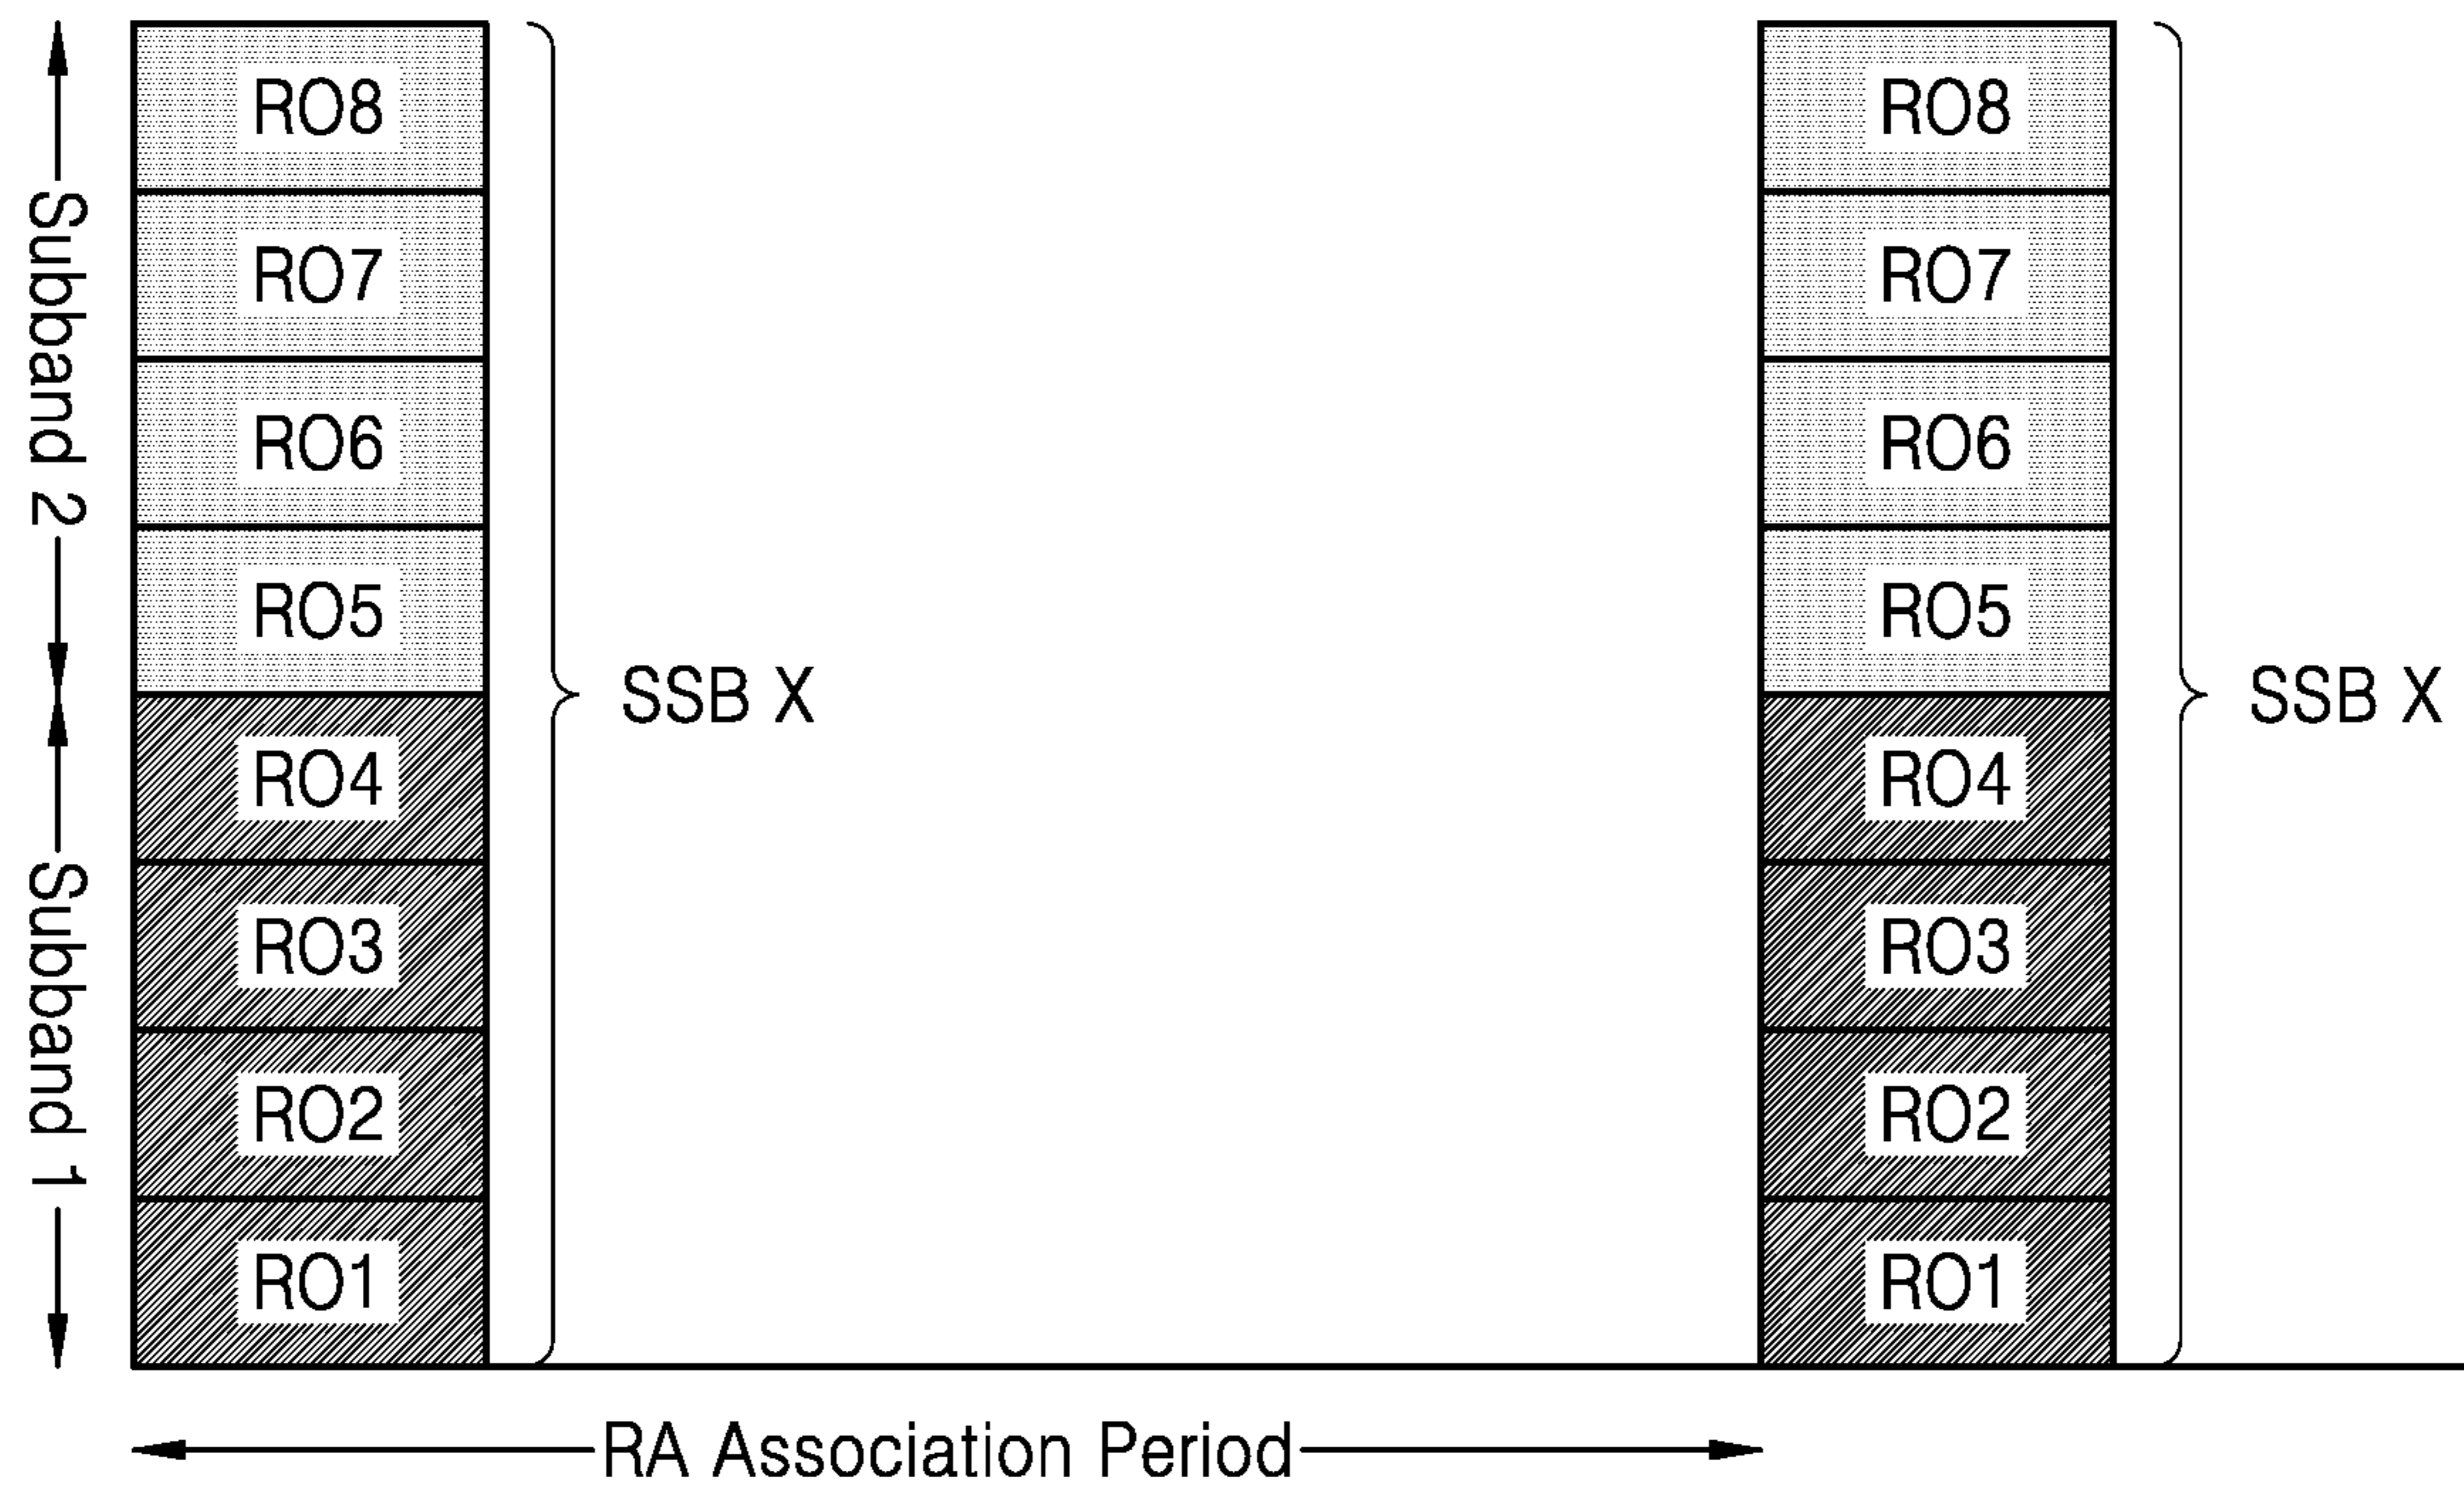 Subband 2
Subband 1
RO8
RO7
RO6
RO5
RO4
RO3
RO2
RO1
SSB X
RO8
RO7
RO6
RO5
RO4
RO3
RO2
RO1
SSB X
RA Association Period